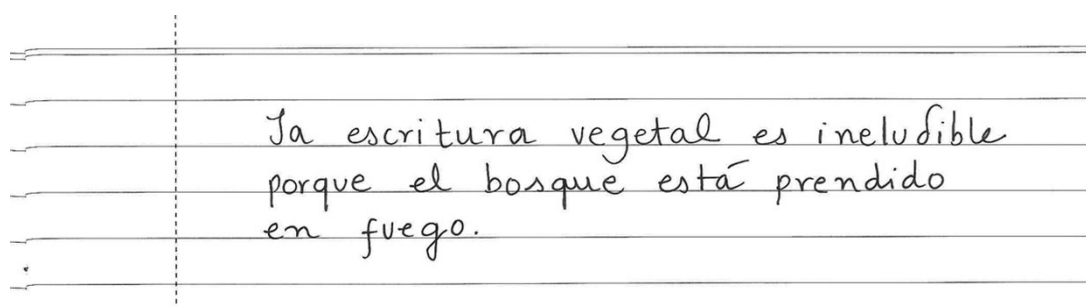 La escritura vegetal es ineludible
porque el bosque está prendido
en fuego.